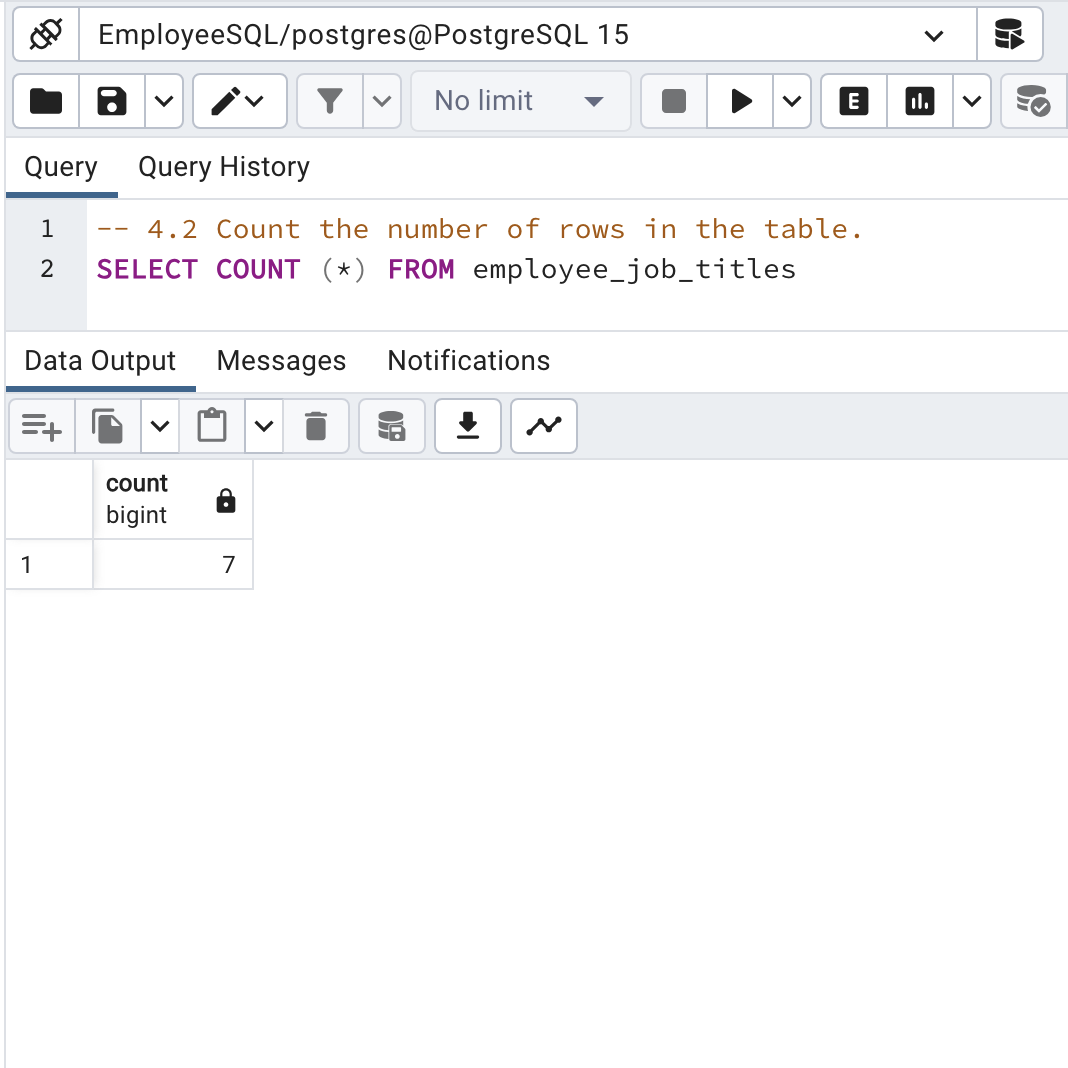 EmployeeSQL/postgres@PostgreSQL 15
No limit
E
Query Query History
1 -- 4.2 Count the number of rows in the table.
2 SELECT COUNT (*) FROM employee_job_titles
Data Output Messages Notifications
count
bigint
1 7